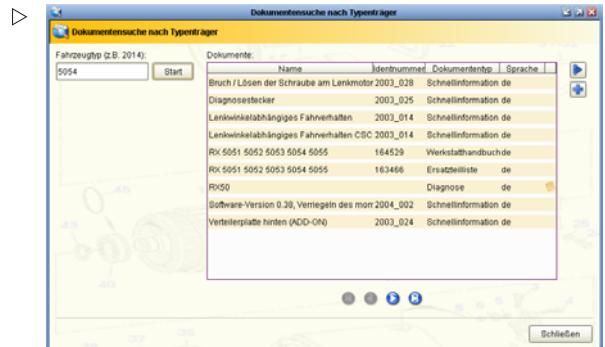 Dokumentensuche nach Typenträger
Dokumentensuche nach Typenträger
Fahrzeugtyp (z.B. 2014):
5054
Start
Dokumente:
Name Identnummer Dokumententyp Sprache
Bruch / Lösen der Schraube am Lenkmotor 2003_028 Schnellinformation de
Diagnosestecker 2003_025 Schnellinformation de
Lenkwinkelabhängiges Fahrverhalten 2003_014 Schnellinformation de
Lenkwinkelabhängiges Fahrverhalten CSC 2003_014 Schnellinformation de
RX 5051 5052 5053 5054 5055 164529 Werkstatthandbuch de
RX 5051 5052 5053 5054 5055 163466 Ersatzteilliste de
RX50 Diagnose de
Software-Version 0.38, Verriegeln des mom 2004_002 Schnellinformation de
Verteilerplatte hinten (ADD-ON) 2003_024 Schnellinformation de
Schließen